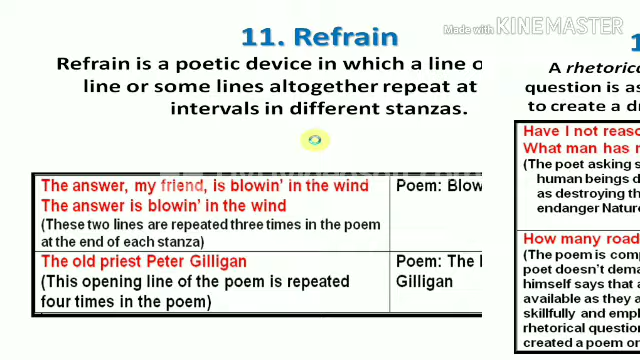 11. Refrain
Refrain is a poetic device in which a line o
line or some lines altogether repeat at
intervals in different stanzas.
The answer, my friend, is blowin' in the wind
The answer is blowin' in the wind
(These two lines are repeated three times in the poem
at the end of each stanza)
Poem: Blow
The old priest Peter Gilligan
(This opening line of the poem is repeated
four times in the poem)
Poem: The
Gilligan
Made with KINEMASTER
1
A rhetoric
question is as
to create a d
Have I not reaso
What man has
(The poet asking s
human beings d
as destroying th
endanger Nature
How many road
(The poem is comp
poet doesn't dema
himself says that a
available as they a
skillfully and emp
rhetorical question
created a poem or